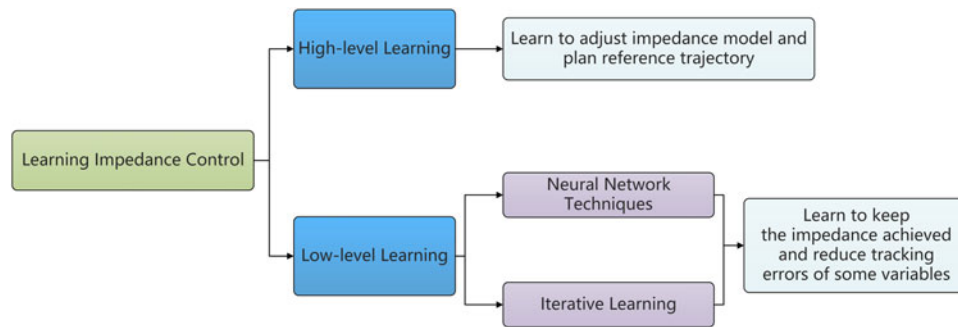 High-level Learning
Learn to adjust impedance model and
plan reference trajectory
Learning Impedance Control
Low-level Learning
Neural Network
Techniques
Iterative Learning
Learn to keep
the impedance achieved
and reduce tracking
errors of some variables